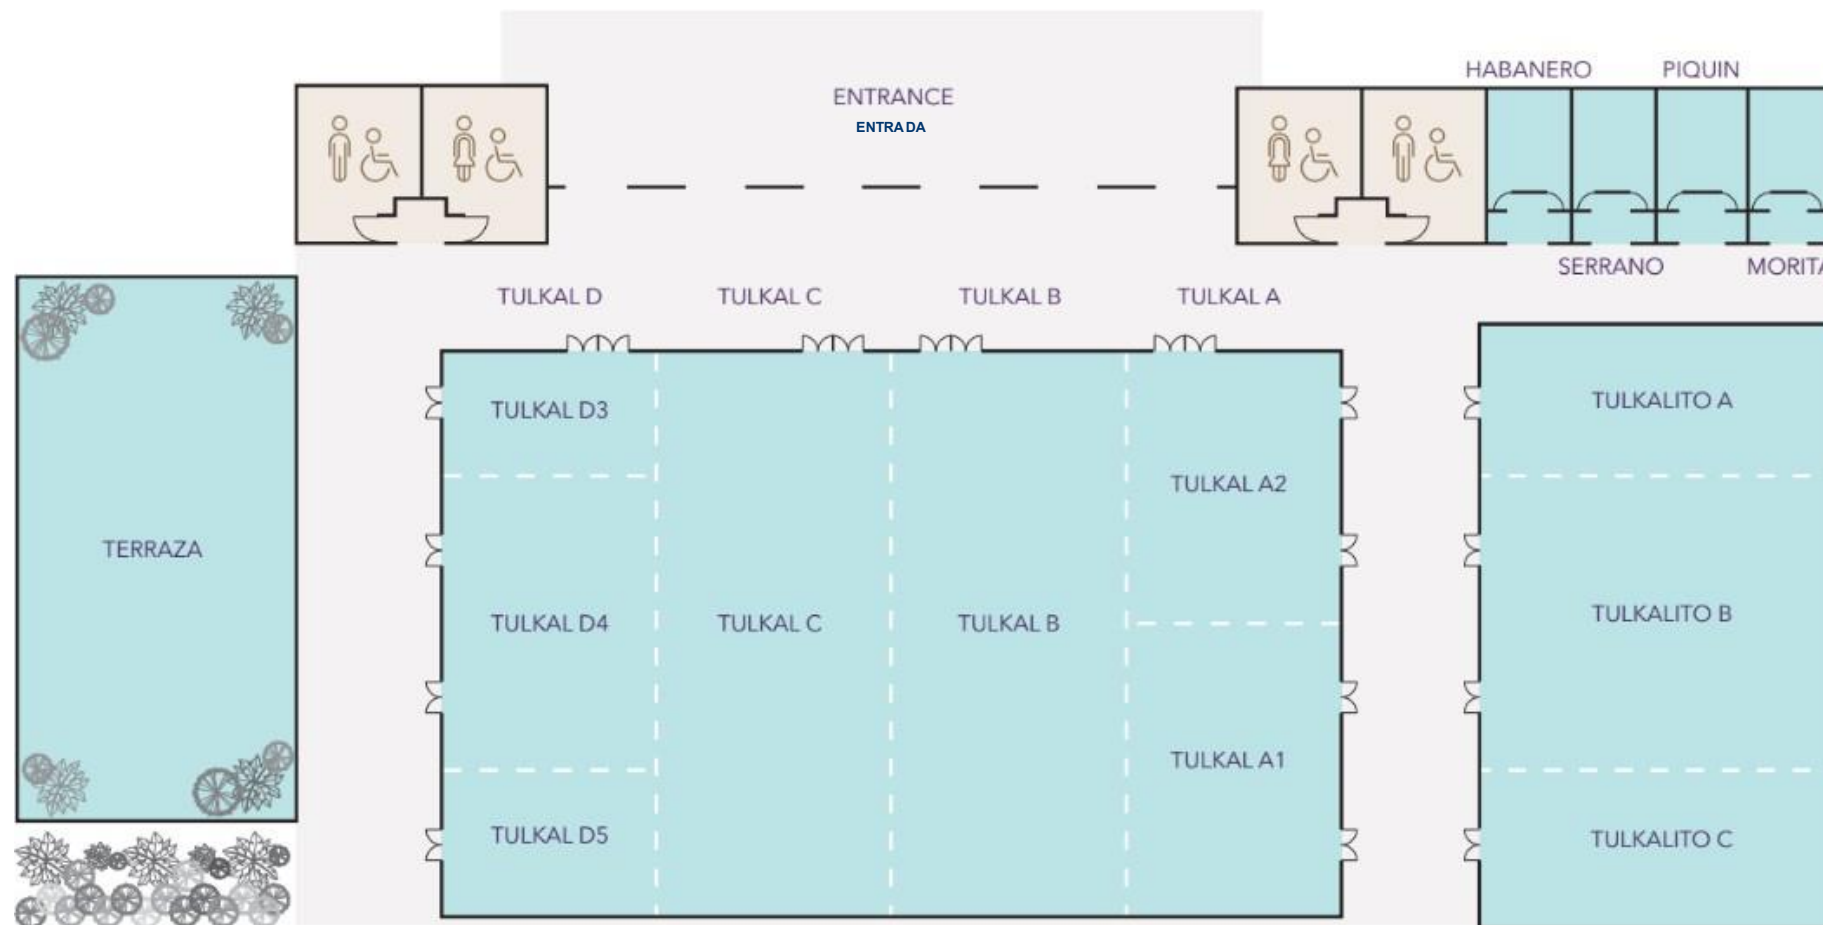 HABANERO
PIQUIN
ENTRANCE
ENTRADA
SERRANO
MORITA
TULKAL D
TULKAL C
TULKAL B
TULKAL A
TULKAL D3
TULKALITO A
TULKAL A2
TERRAZA
TULKAL D4
TULKAL C
TULKAL B
TULKALITO B
TULKAL A1
TULKAL D5
TULKALITO C